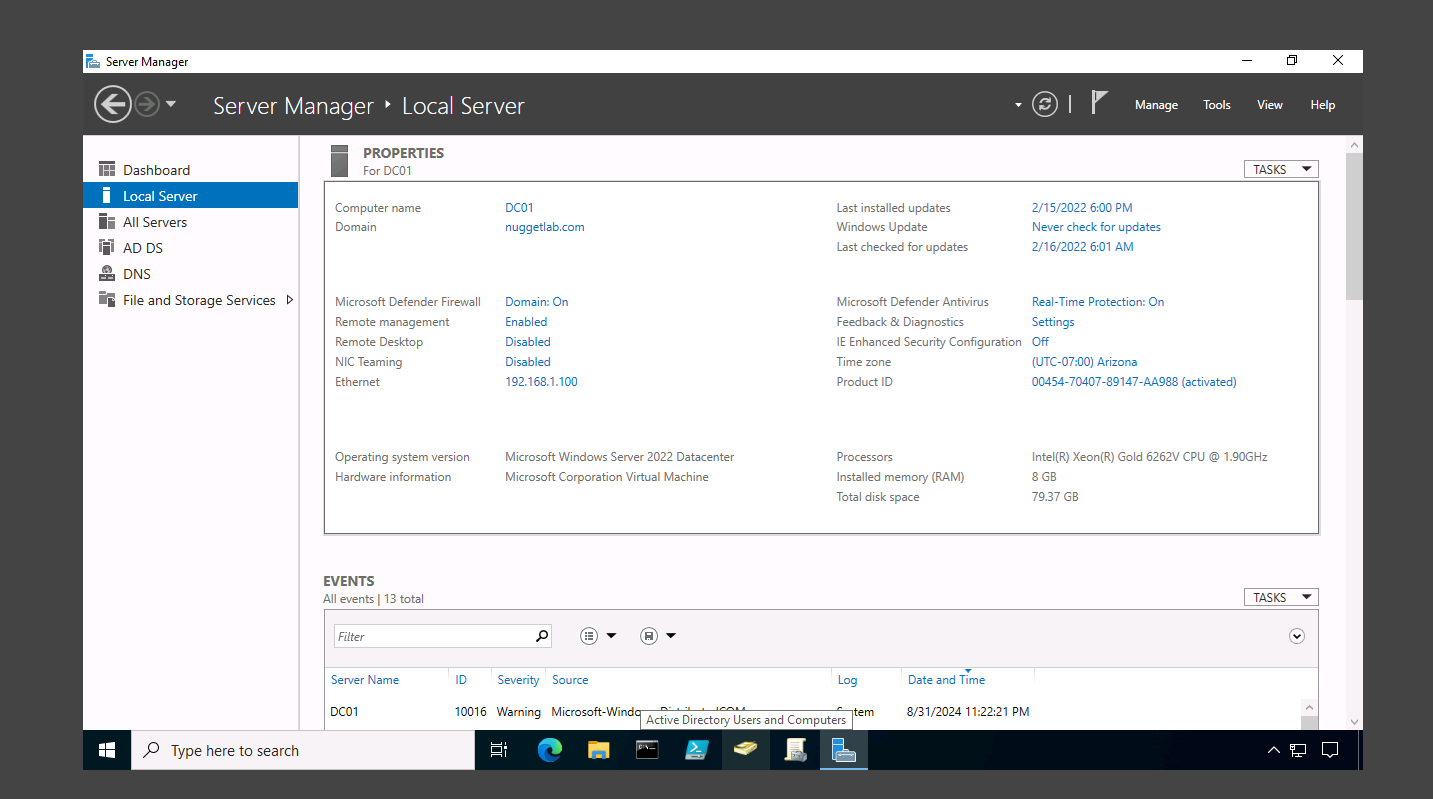 Server Manager
Server Manager ‣ Local Server
Manage Tools View Help
Dashboard
Local Server
All Servers
AD DS
DNS
File and Storage Services
PROPERTIES
For DC01
TASKS
Computer name DC01
Domain nuggetlab.com
Last installed updates 2/15/2022 6:00 PM
Windows Update Never check for updates
Last checked for updates 2/16/2022 6:01 AM
Microsoft Defender Firewall Domain: On
Remote management Enabled
Remote Desktop Disabled
NIC Teaming Disabled
Ethernet 192.168.1.100
Microsoft Defender Antivirus Real-Time Protection: On
Feedback & Diagnostics Settings
IE Enhanced Security Configuration Off
Time zone (UTC-07:00) Arizona
Product ID 00454-70407-89147-AA988 (activated)
Operating system version Microsoft Windows Server 2022 Datacenter
Hardware information Microsoft Corporation Virtual Machine
Processors Intel(R) Xeon(R) Gold 6262V CPU @ 1.90GHz
Installed memory (RAM) 8 GB
Total disk space 79.37 GB
EVENTS
All events | 13 total
TASKS
Filter
Server Name ID Severity Source Log Date and Time
DC01 10016 Warning 8/31/2024 11:22:21 PM
Active Directory Users and Computers
Type here to search